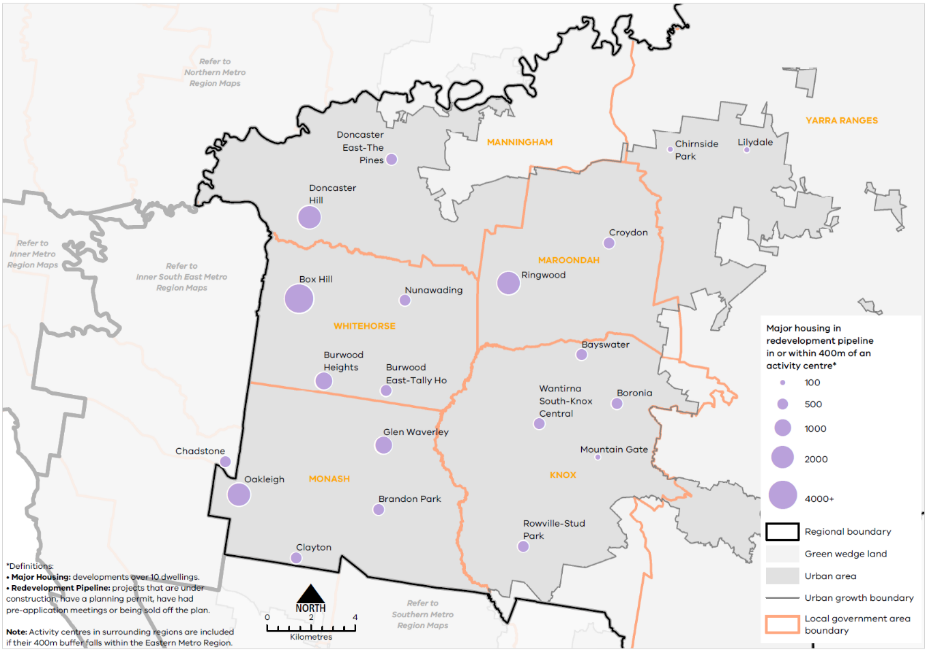 Refer to
Northern Metro
Region Maps
MANNINGHAM
YARRA RANGES
Doncaster
East-The
Pines
Chirnside
Park
Lilydale
Doncaster
Hill
Refer to
Inner Metro
Region Maps
Refer to
Inner South East Metro
Region Maps
Croydon
MAROONDAH
Ringwood
Box Hill
Nunawading
WHITEHORSE
Burwood
Heights
Burwood
East-Tally Ho
Bayswater
Wantirna
South-Knox
Central
Boronia
Glen Waverley
Mountain Gate
Chadstone
Oakleigh
MONASH
KNOX
Brandon Park
Rowville-Stud
Park
Clayton
Refer to
Southern Metro
Region Maps
Major housing in
redevelopment pipeline
in or within 400m of an
activity centre*
100
500
1000
2000
4000+
Regional boundary
Green wedge land
Urban area
Urban growth boundary
Local government area
boundary
*Definitions:
• Major Housing: developments over 10 dwellings.
• Redevelopment Pipeline: projects that are under
construction, have a planning permit, have had
pre-application meetings or being sold off the plan.
Note: Activity centres in surrounding regions are included
if their 400m buffer falls within the Eastern Metro Region.
NORTH
0 2 4
Kilometres